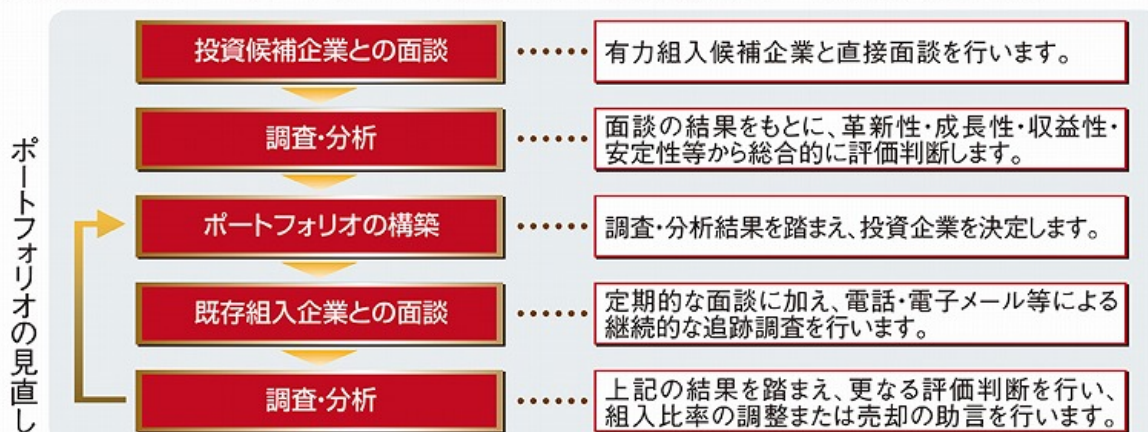 投資候補企業との面談
有力組入候補企業と直接面談を行います。
調査・分析
面談の結果をもとに、革新性・成長性・収益性・
安定性等から総合的に評価判断します。
ポートフォリオの構築
調査・分析結果を踏まえ、投資企業を決定します。
既存組入企業との面談
定期的な面談に加え、電話・電子メール等による
継続的な追跡調査を行います。
調査・分析
上記の結果を踏まえ、更なる評価判断を行い、
組入比率の調整または売却の助言を行います。
ポートフォリオの見直し